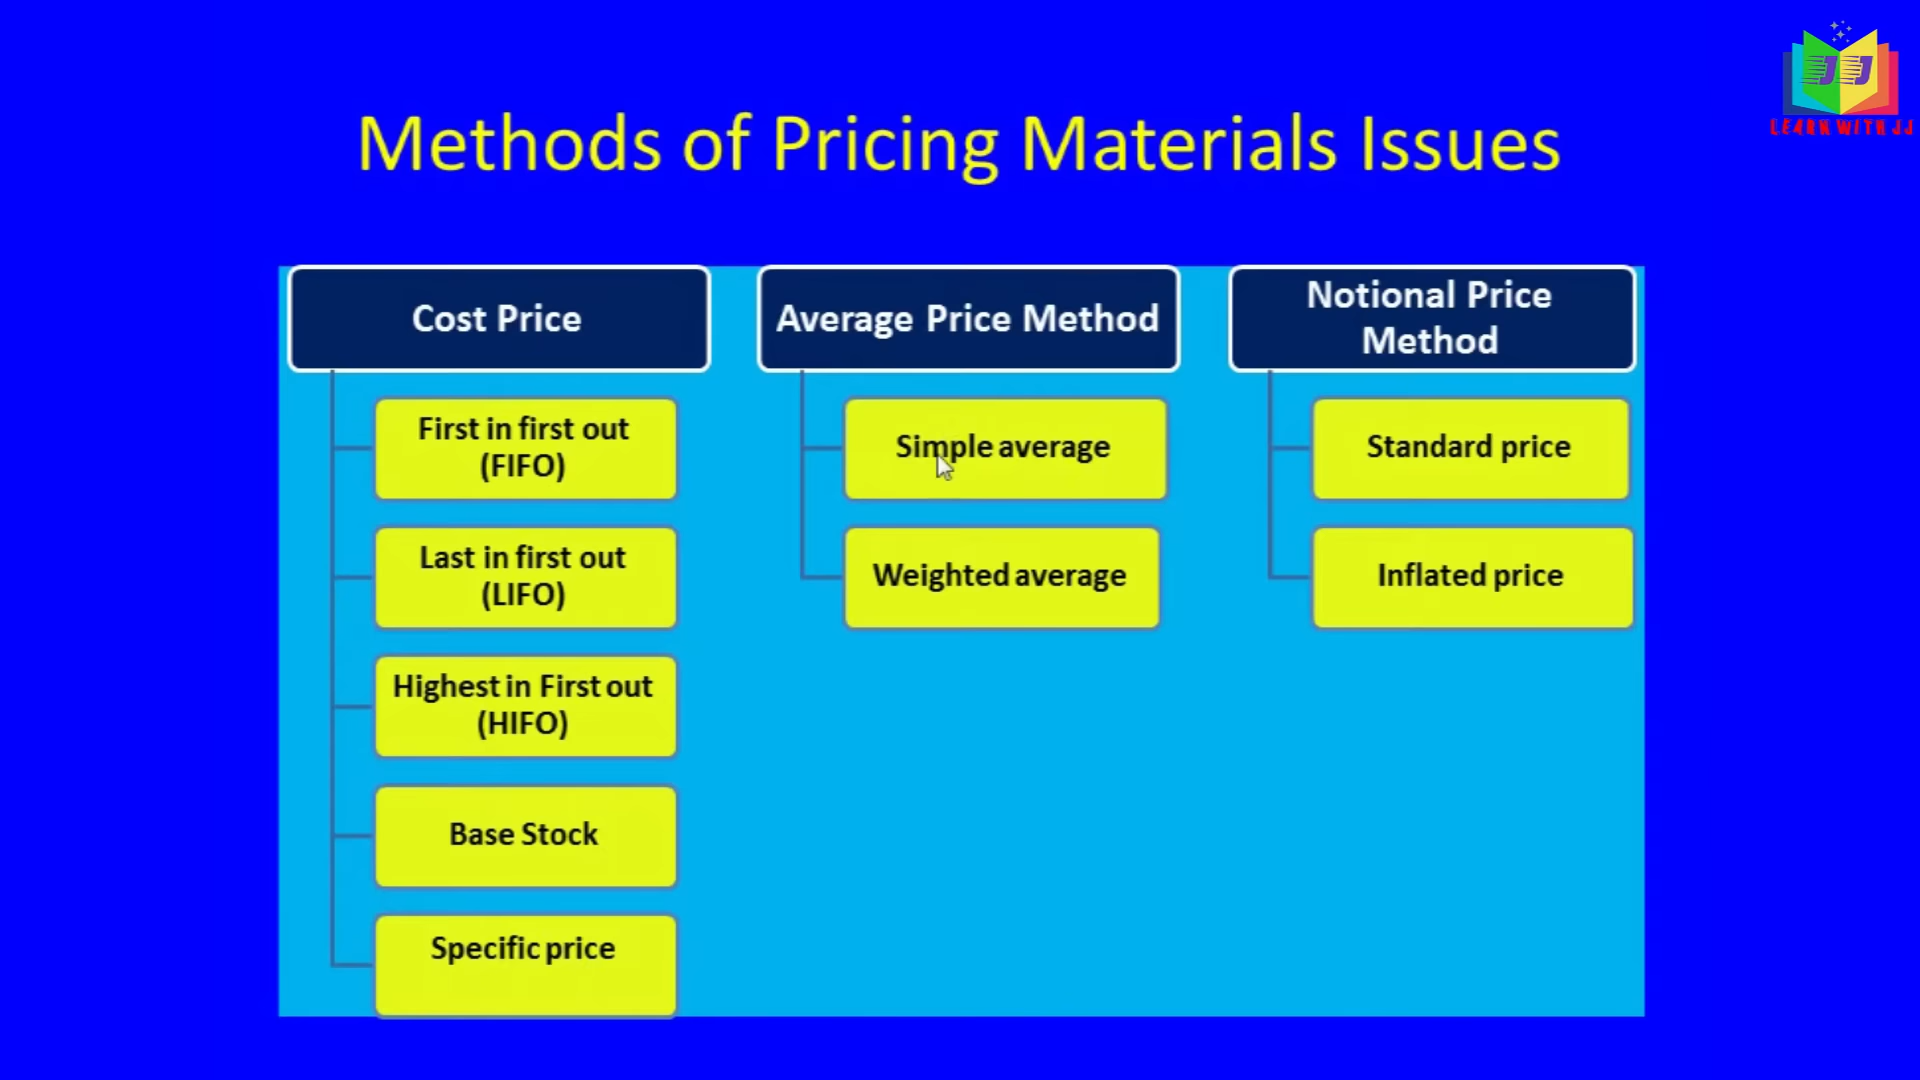 LEARN WITH JJ
Methods of Pricing Materials Issues
Cost Price
First in first out
(FIFO)
Last in first out
(LIFO)
Highest in First out
(HIFO)
Base Stock
Specific price
Average Price Method
Simple average
Weighted average
Notional Price
Method
Standard price
Inflated price